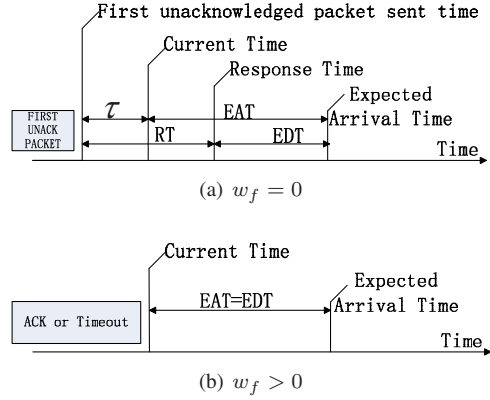 First unacknowledged packet sent time
Current Time
Response Time
Expected
Arrival Time
FIRST
UNACK
PACKET
τ
EAT
RT
EDT
Time
(a) w_f = 0
Current Time
Expected
Arrival Time
ACK or Timeout
EAT=EDT
Time
(b) w_f > 0